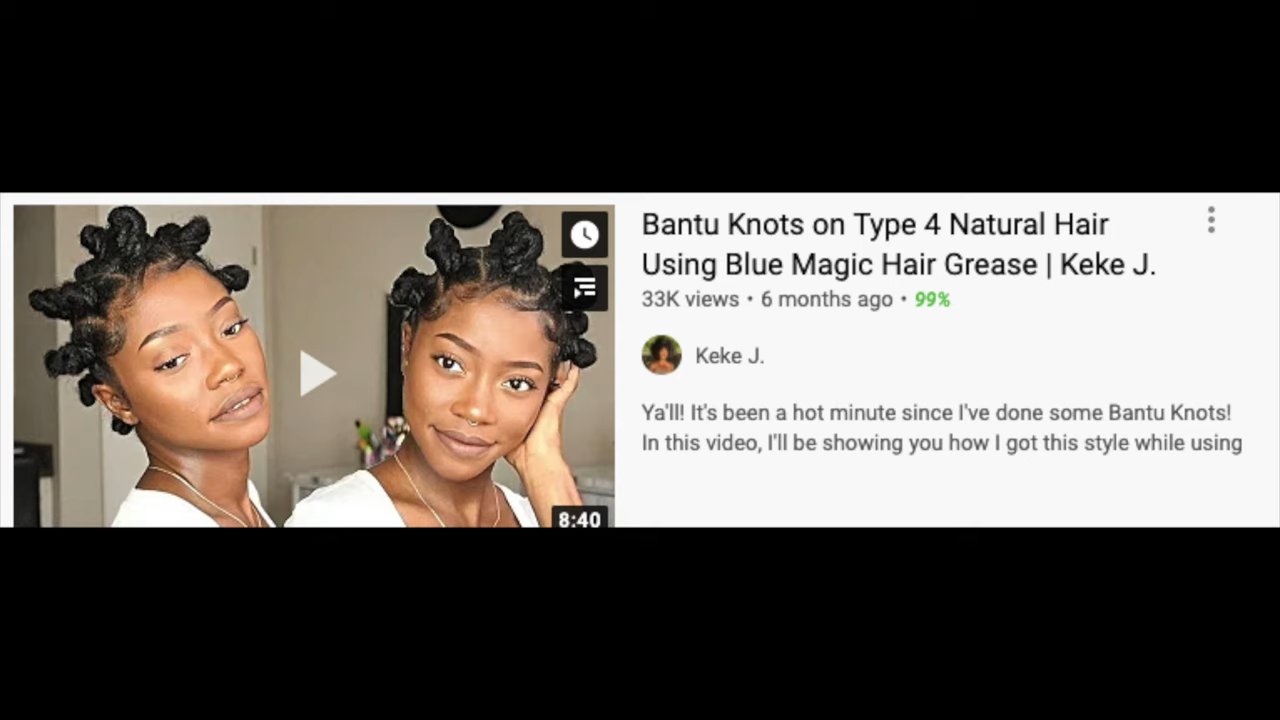 Bantu Knots on Type 4 Natural Hair
Using Blue Magic Hair Grease | Keke J.
33K views • 6 months ago • 99%
Keke J.
Ya'll! It's been a hot minute since I've done some Bantu Knots!
In this video, I'll be showing you how I got this style while using
8:40